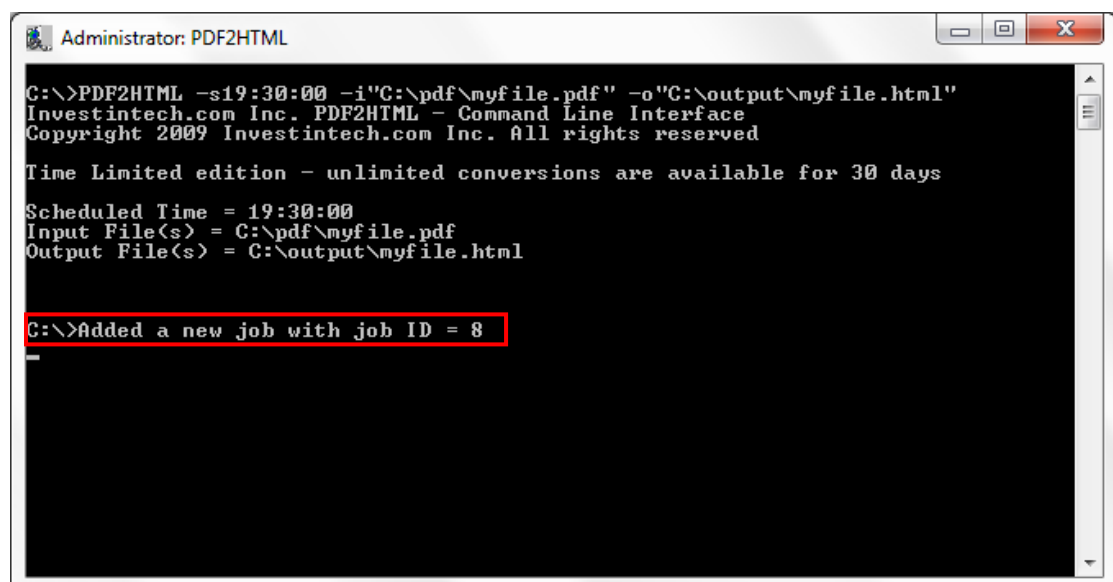 Administrator: PDF2HTML
C:\>PDF2HTML -s19:30:00 -i"C:\pdf\myfile.pdf" -o"C:\output\myfile.html"
Investintech.com Inc. PDF2HTML - Command Line Interface
Copyright 2009 Investintech.com Inc. All rights reserved
Time Limited edition - unlimited conversions are available for 30 days
Scheduled Time = 19:30:00
Input File(s) = C:\pdf\myfile.pdf
Output File(s) = C:\output\myfile.html
C:\>Added a new job with job ID = 8